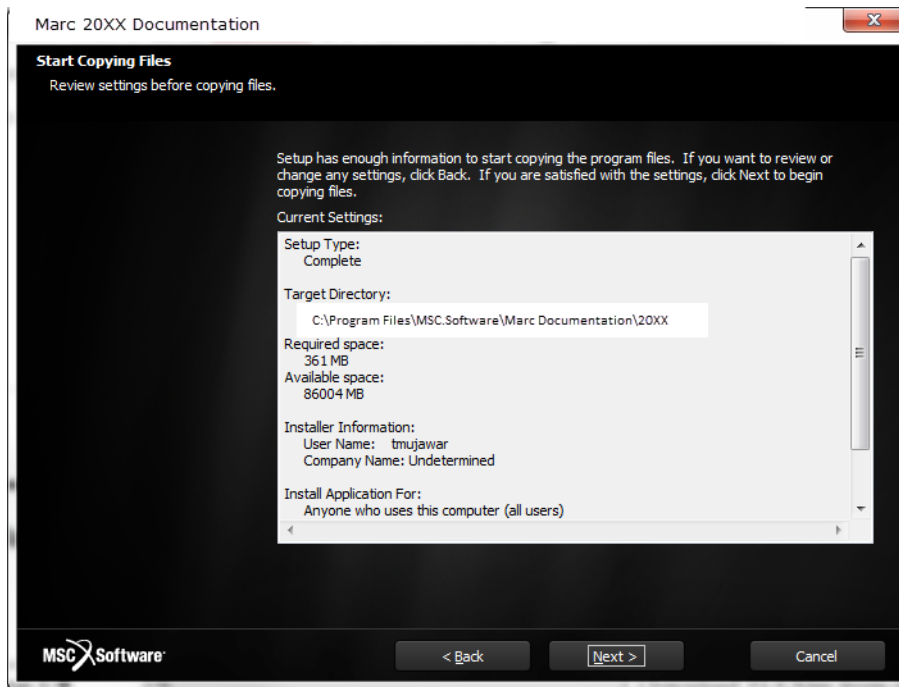 Marc 20XX Documentation
Start Copying Files
Review settings before copying files.
Setup has enough information to start copying the program files. If you want to review or
change any settings, click Back. If you are satisfied with the settings, click Next to begin
copying files.
Current Settings:
Setup Type:
Complete
Target Directory:
C:\Program Files\MSC.Software\Marc Documentation\20XX
Required space:
361 MB
Available space:
86004 MB
Installer Information:
User Name: tmujawar
Company Name: Undetermined
Install Application For:
Anyone who uses this computer (all users)
MSC Software
< Back
Next >
Cancel